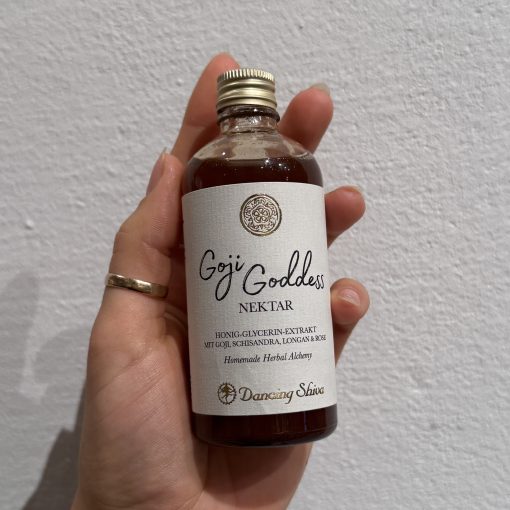 Goji
Goddess
NEKTAR
HONIG-GLYCERIN-EXTRAKT
MIT GOJI, SCHISANDRA, LONGAN & ROSE
Homemade Herbal Alchemy
Dancing Shiva